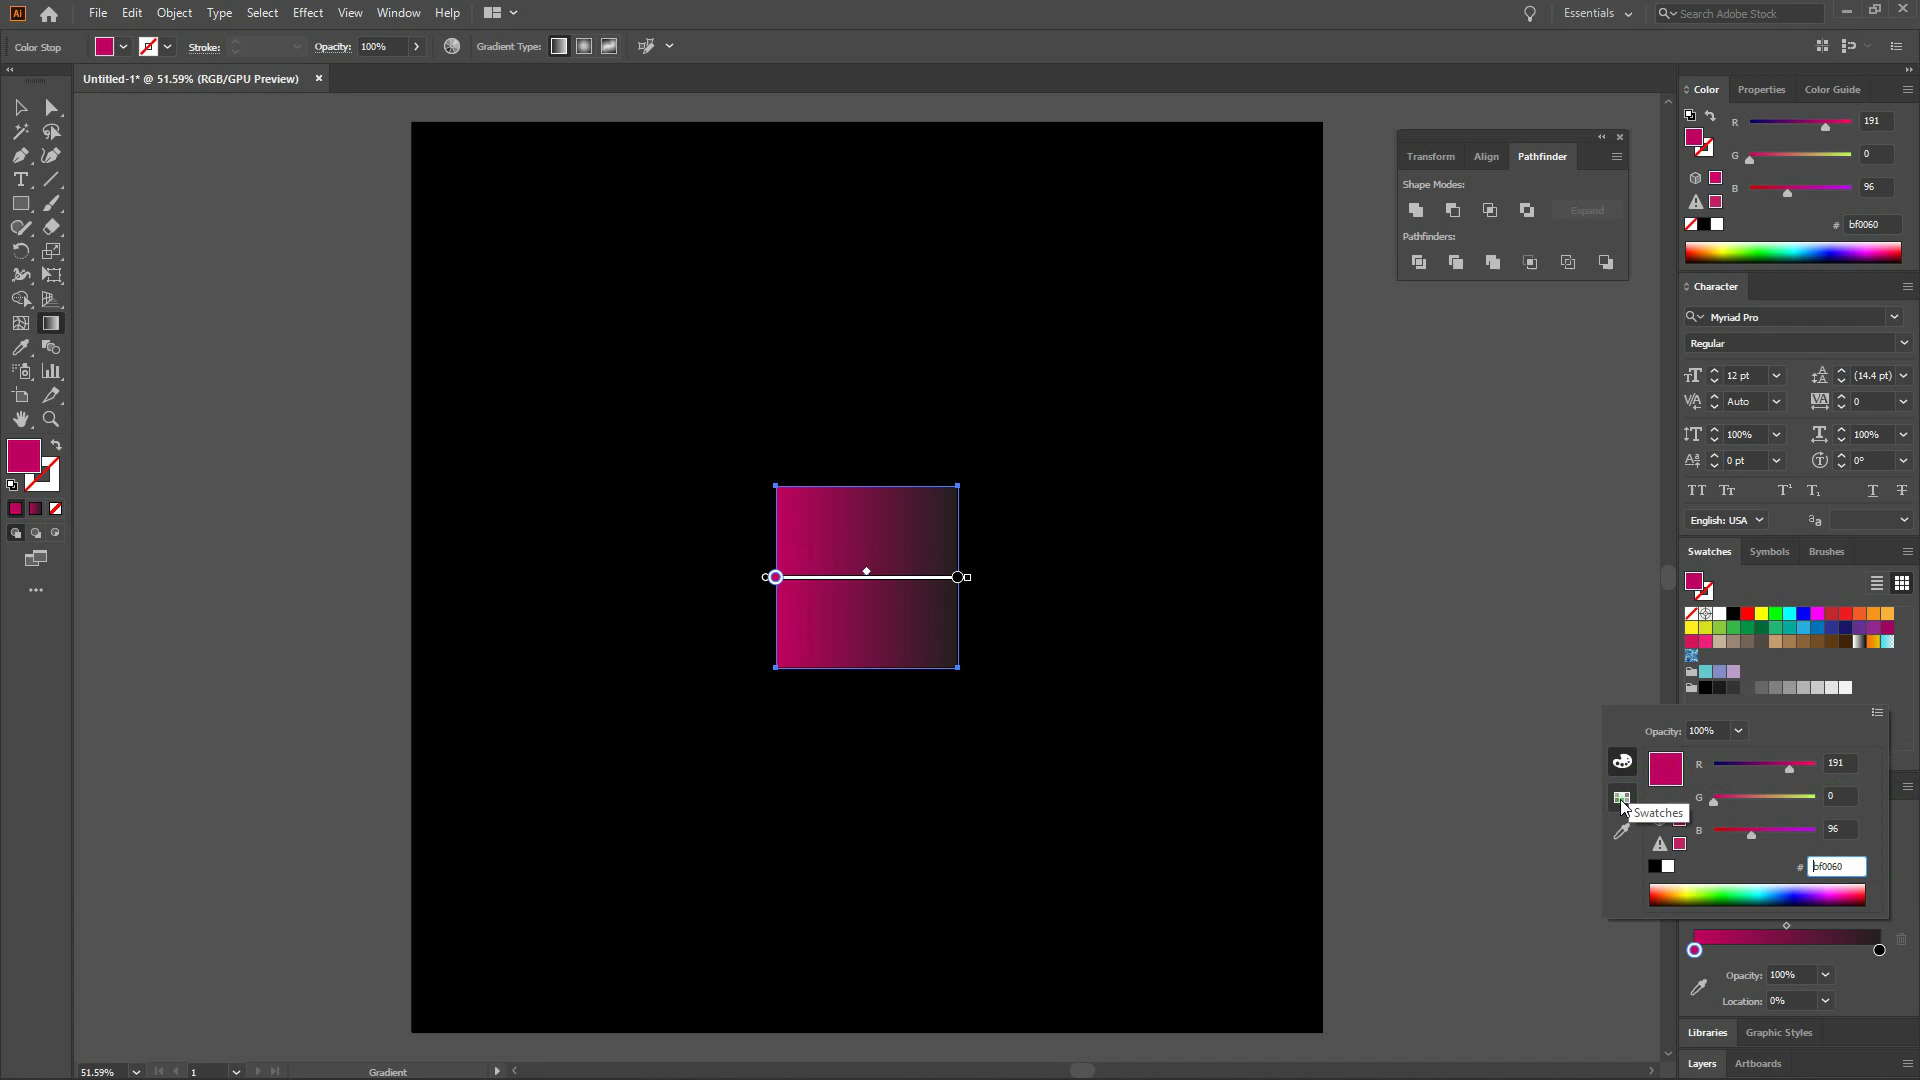 Ai File Edit Object Type Select Effect View Window Help Essentials Search Adobe Stock
Color Stop Stroke: Opacity: 100% Gradient Type:
Untitled-1* @ 51.59% (RGB/GPU Preview) ×
Color Properties Color Guide
R 191
G 0
B 96
# bf0060
Transform Align Pathfinder
Shape Modes:
Expand
Pathfinders:
Character
Myriad Pro
Regular
12 pt (14.4 pt)
Auto 0
100% 100%
0 pt 0°
English: USA
Swatches Symbols Brushes
Opacity: 100%
R 191
G 0
Swatches
B 96
# bf0060
Opacity: 100%
Location: 0%
Libraries Graphic Styles
Layers Artboards
51.59% 1 Gradient